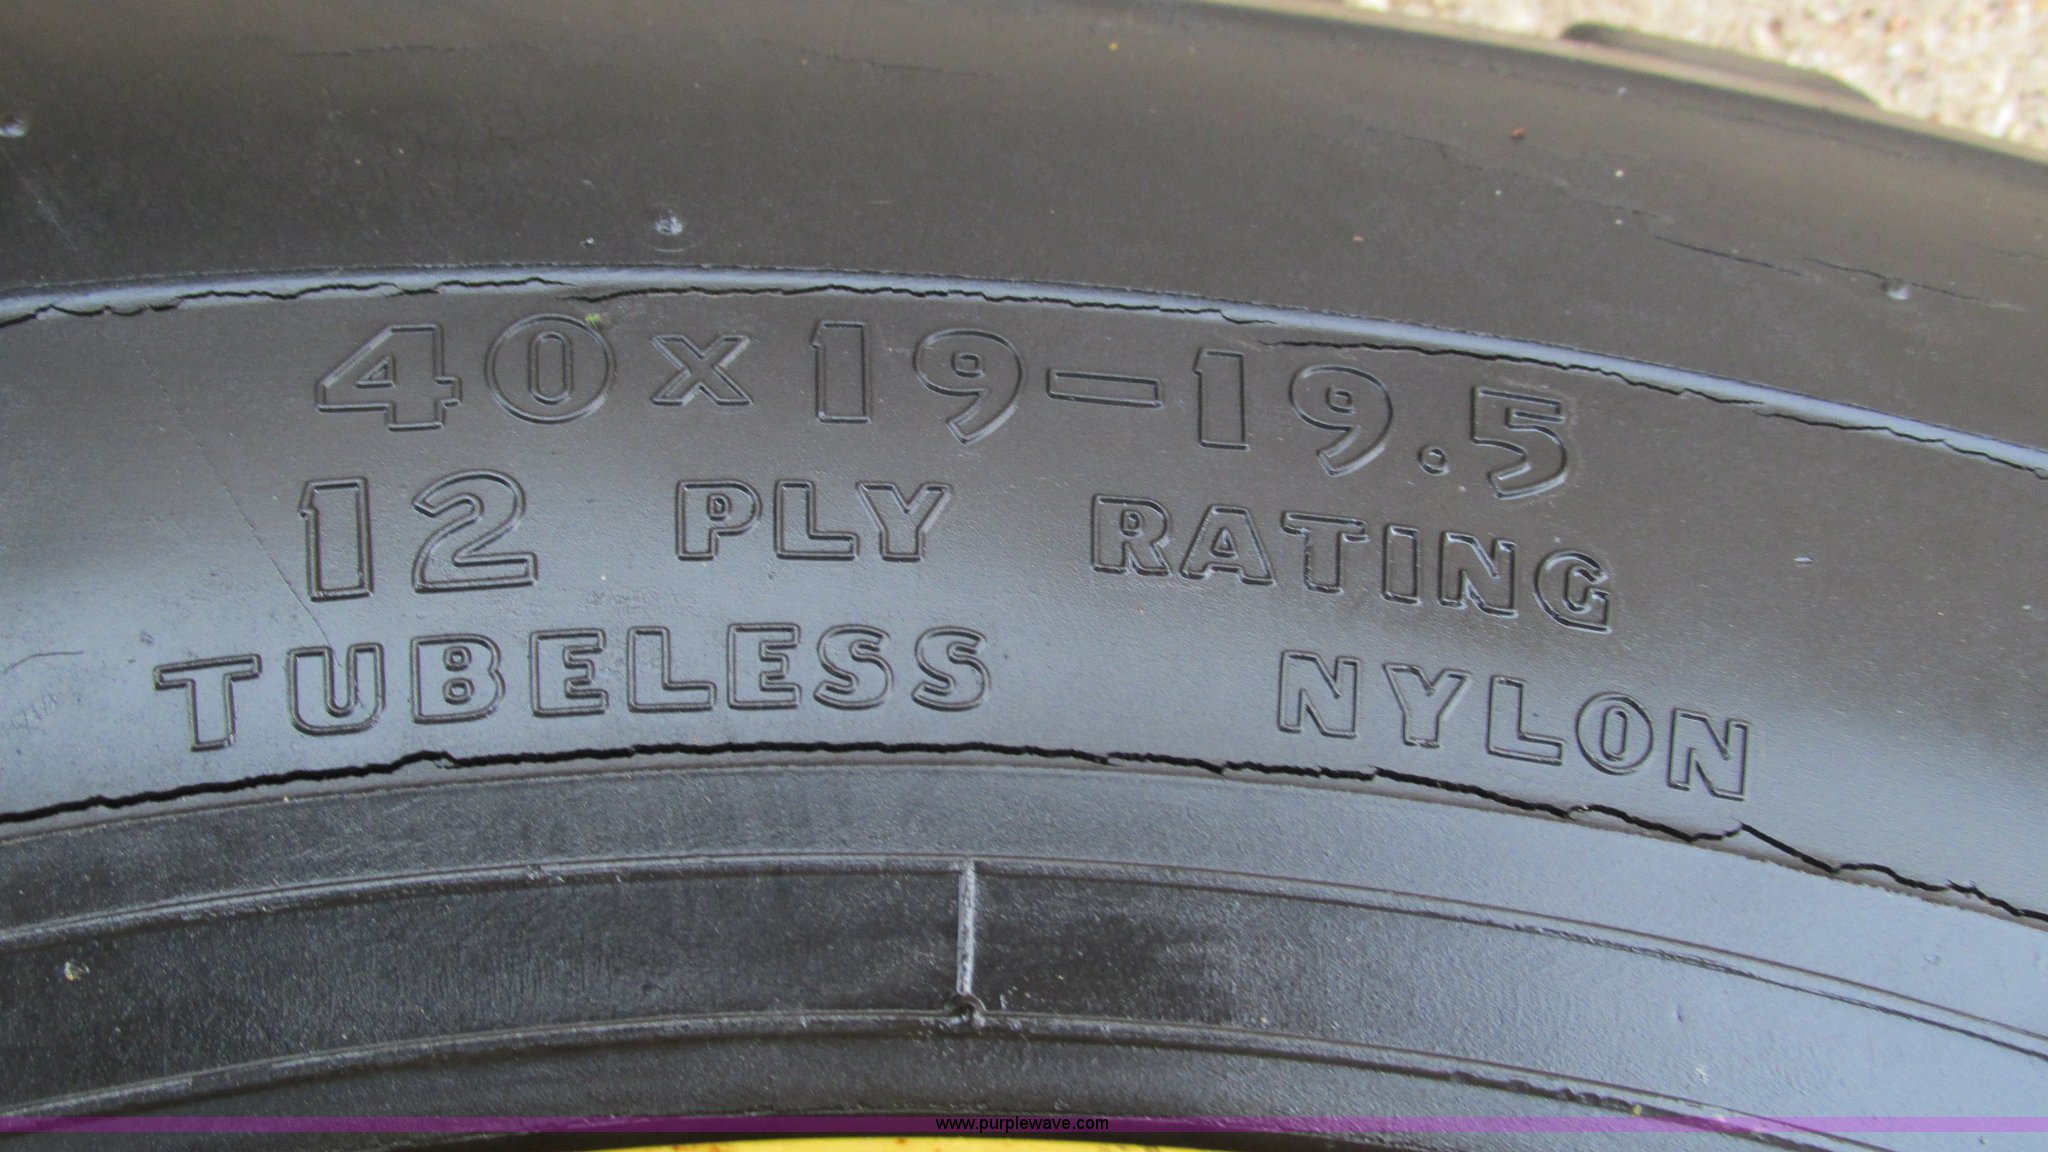 40x19-19.5
12 PLY RATING
TUBELESS NYLON
www.purplewave.com